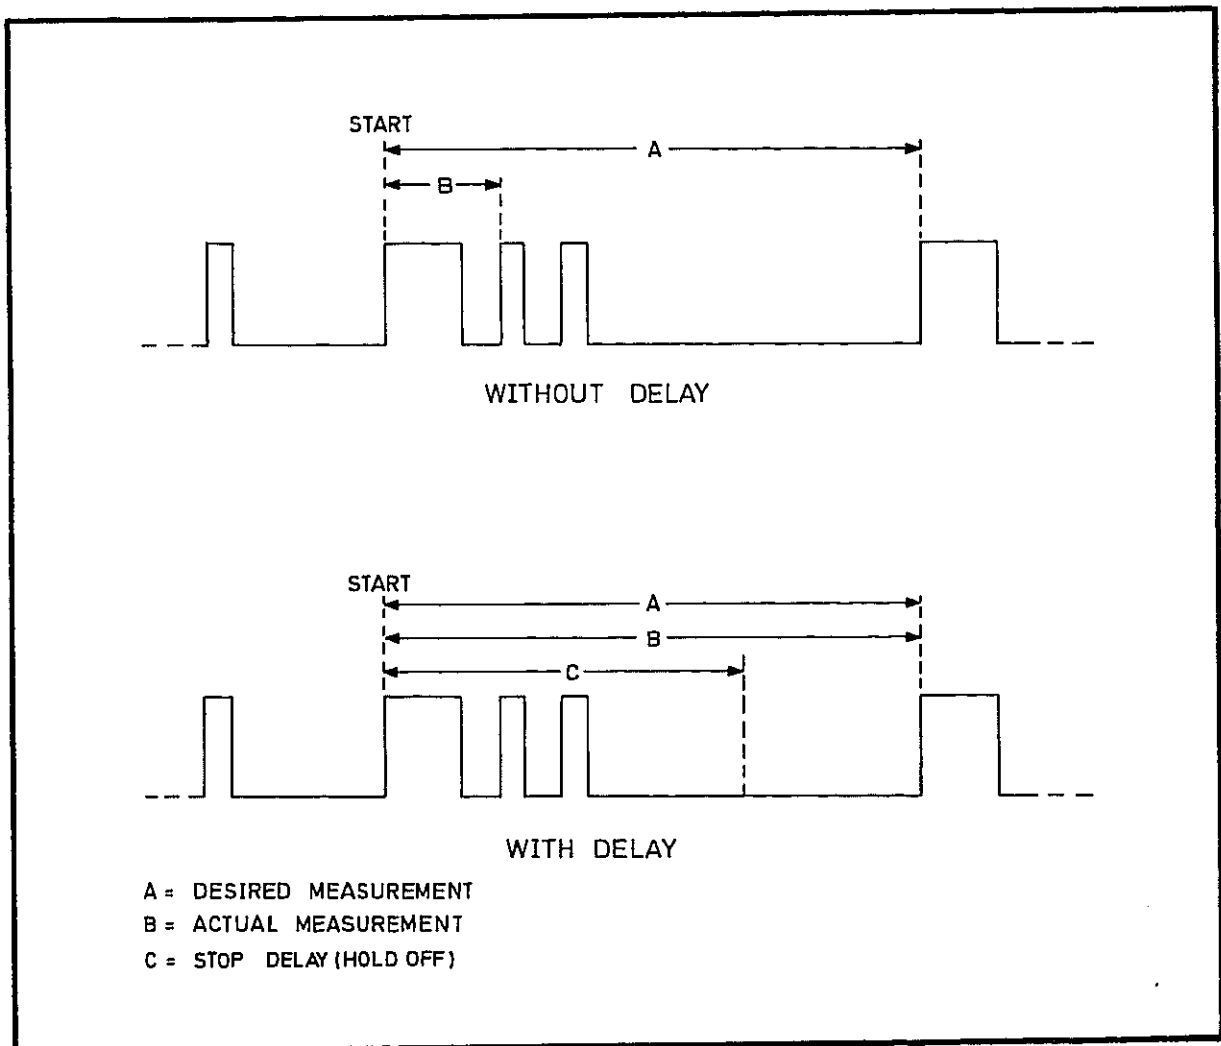 START
A
B
WITHOUT DELAY
START
A
B
C
WITH DELAY
A = DESIRED MEASUREMENT
B = ACTUAL MEASUREMENT
C = STOP DELAY (HOLD OFF)